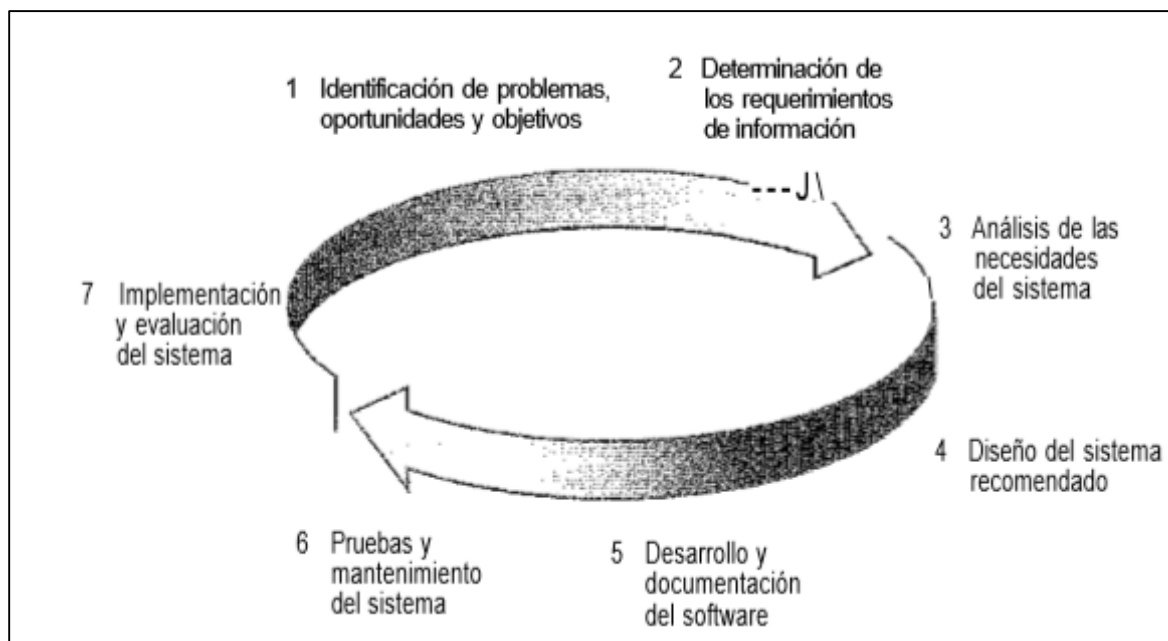 1 Identificación de problemas,
oportunidades y objetivos
2 Determinación de
los requerimientos
de información
3 Análisis de las
necesidades
del sistema
4 Diseño del sistema
recomendado
5 Desarrollo y
documentación
del software
6 Pruebas y
mantenimiento
del sistema
7 Implementación
y evaluación
del sistema